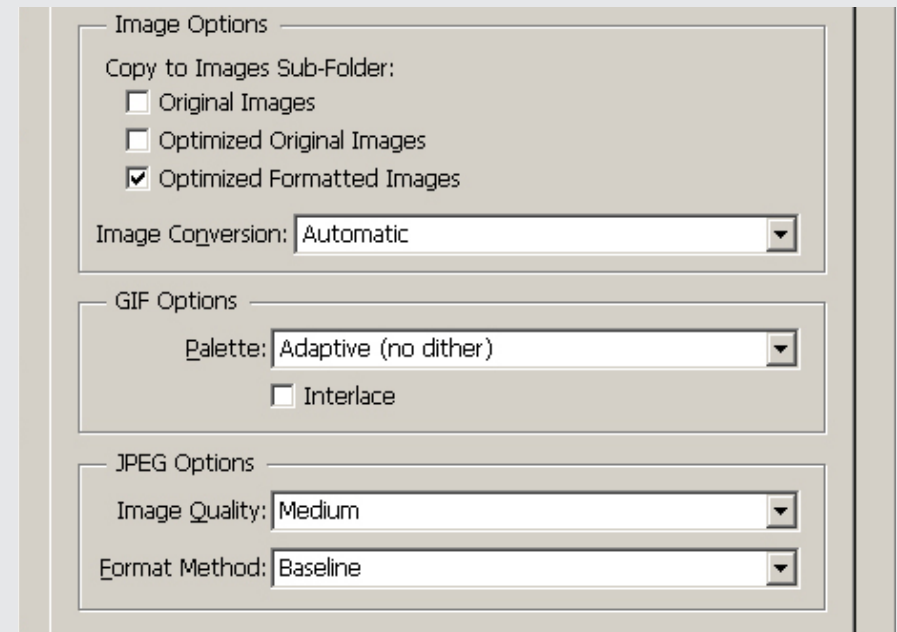 Image Options
Copy to Images Sub-Folder:
Original Images
Optimized Original Images
Optimized Formatted Images
Image Conversion: Automatic
GIF Options
Palette: Adaptive (no dither)
Interlace
JPEG Options
Image Quality: Medium
Format Method: Baseline